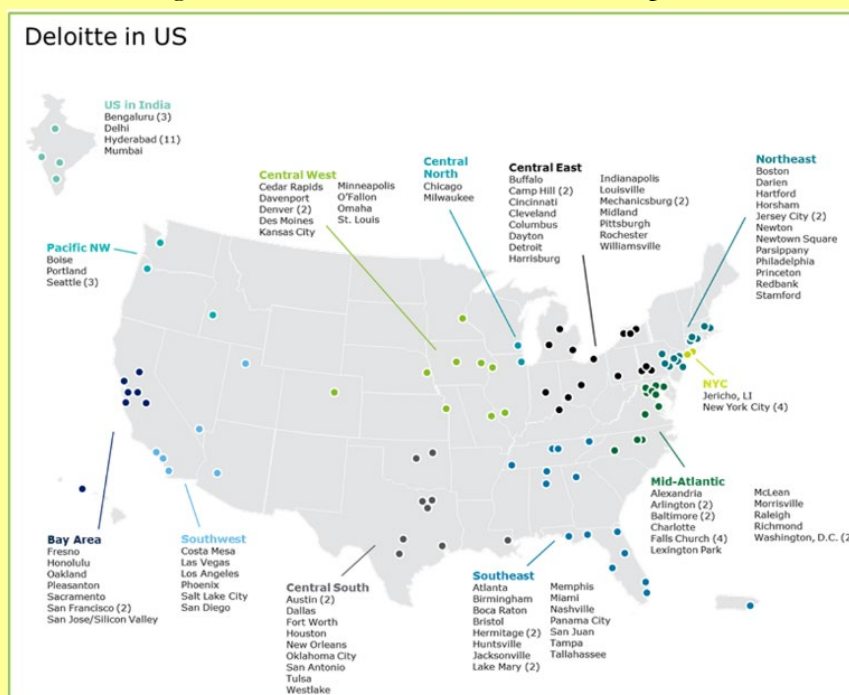 Deloitte in US
US in India
Bengaluru (3)
Delhi
Hyderabad (11)
Mumbai
Pacific NW
Boise
Portland
Seattle (3)
Central West
Cedar Rapids
Davenport
Denver (2)
Des Moines
Kansas City
Minneapolis
O'Fallon
Omaha
St. Louis
Central
North
Chicago
Milwaukee
Central East
Buffalo
Camp Hill (2)
Cincinnati
Cleveland
Columbus
Dayton
Detroit
Harrisburg
Indianapolis
Louisville
Mechanicsburg (2)
Midland
Pittsburgh
Rochester
Williamsville
Northeast
Boston
Darien
Hartford
Horsham
Jersey City (2)
Newton
Newtown Square
Parsippany
Philadelphia
Princeton
Redbank
Stamford
NYC
Jericho, LI
New York City (4)
Mid-Atlantic
Alexandria
Arlington (2)
Baltimore (2)
Charlotte
Falls Church (4)
Lexington Park
McLean
Morrisville
Raleigh
Richmond
Washington, D.C. (2
Bay Area
Fresno
Honolulu
Oakland
Pleasanton
Sacramento
San Francisco (2)
San Jose/Silicon Valley
Southwest
Costa Mesa
Las Vegas
Los Angeles
Phoenix
Salt Lake City
San Diego
Central South
Austin (2)
Dallas
Fort Worth
Houston
New Orleans
Oklahoma City
San Antonio
Tulsa
Westlake
Southeast
Atlanta
Birmingham
Boca Raton
Bristol
Hermitage (2)
Huntsville
Jacksonville
Lake Mary (2)
Memphis
Miami
Nashville
Panama City
San Juan
Tampa
Tallahassee